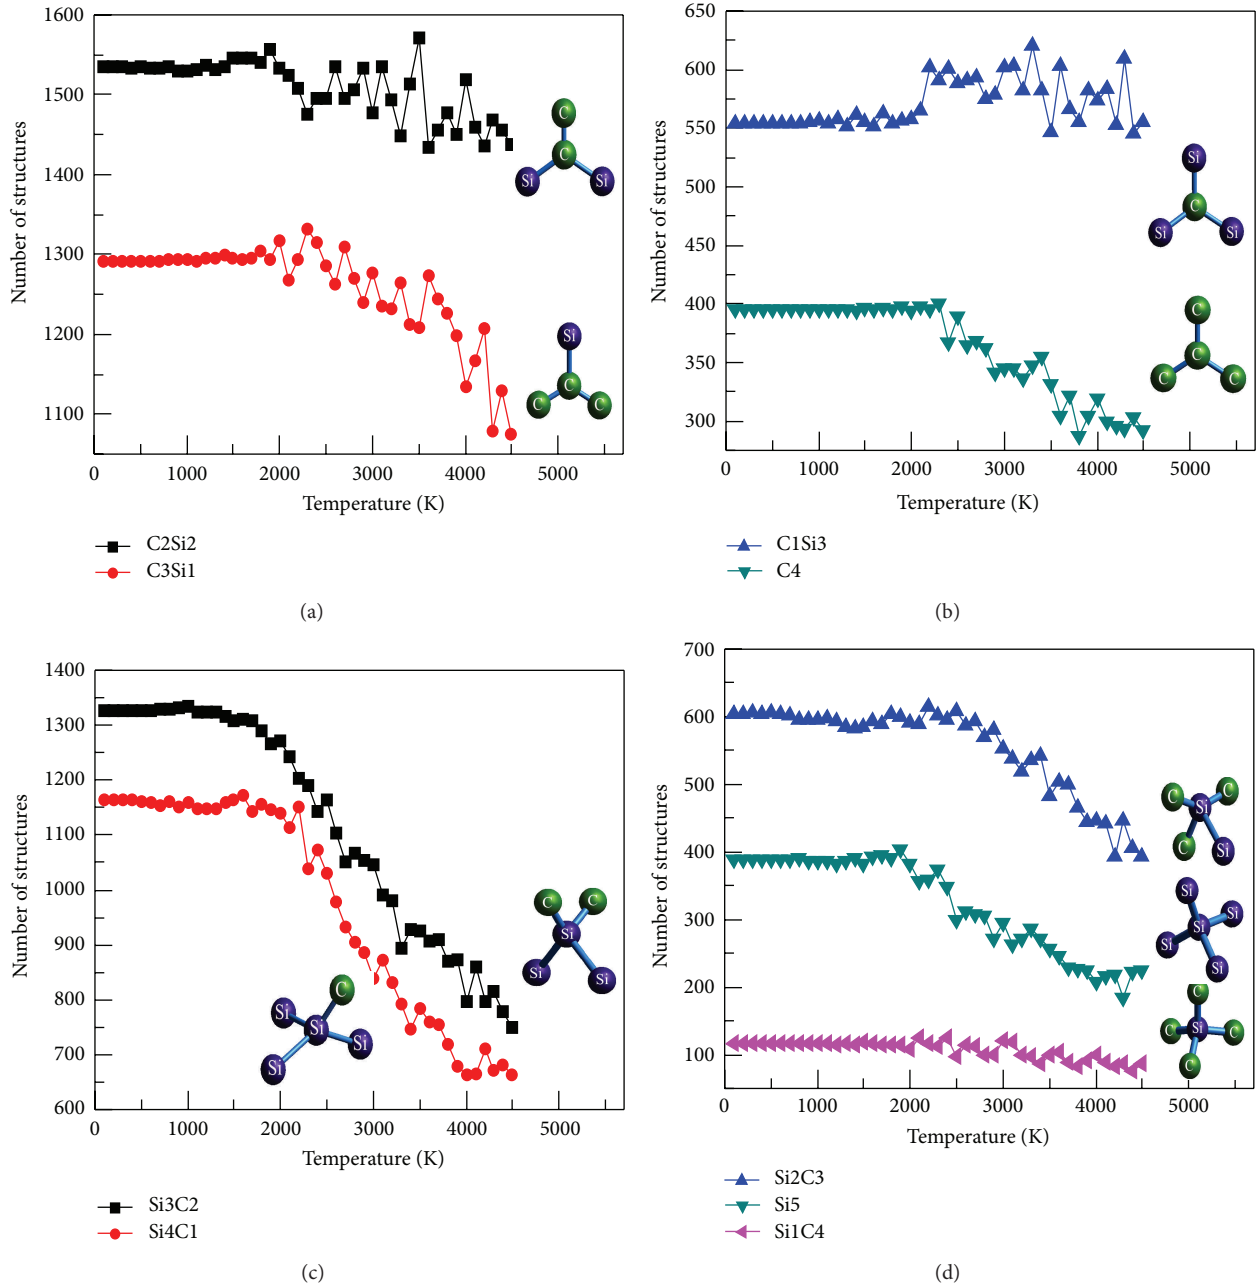 1600
1500
1400
1300
1200
1100
Number of structures
0 1000 2000 3000 4000 5000
Temperature (K)
C
C
Si Si
Si
C
C C
C2Si2
C3Si1
(a)
650
600
550
500
450
400
350
300
Number of structures
0 1000 2000 3000 4000 5000
Temperature (K)
Si
C
Si Si
C
C
C C
C1Si3
C4
(b)
1400
1300
1250
1150
1100
1000
900
800
700
600
Number of structures
0 1000 2000 3000 4000 5000
Temperature (K)
C C
Si
Si Si
C
Si
Si
Si
Si
Si3C2
Si4C1
(c)
700
600
500
400
300
200
100
Number of structures
0 1000 2000 3000 4000 5000
Temperature (K)
C C
Si
C
Si
Si
Si
Si
Si
Si
C
C Si C
C
Si2C3
Si5
Si1C4
(d)